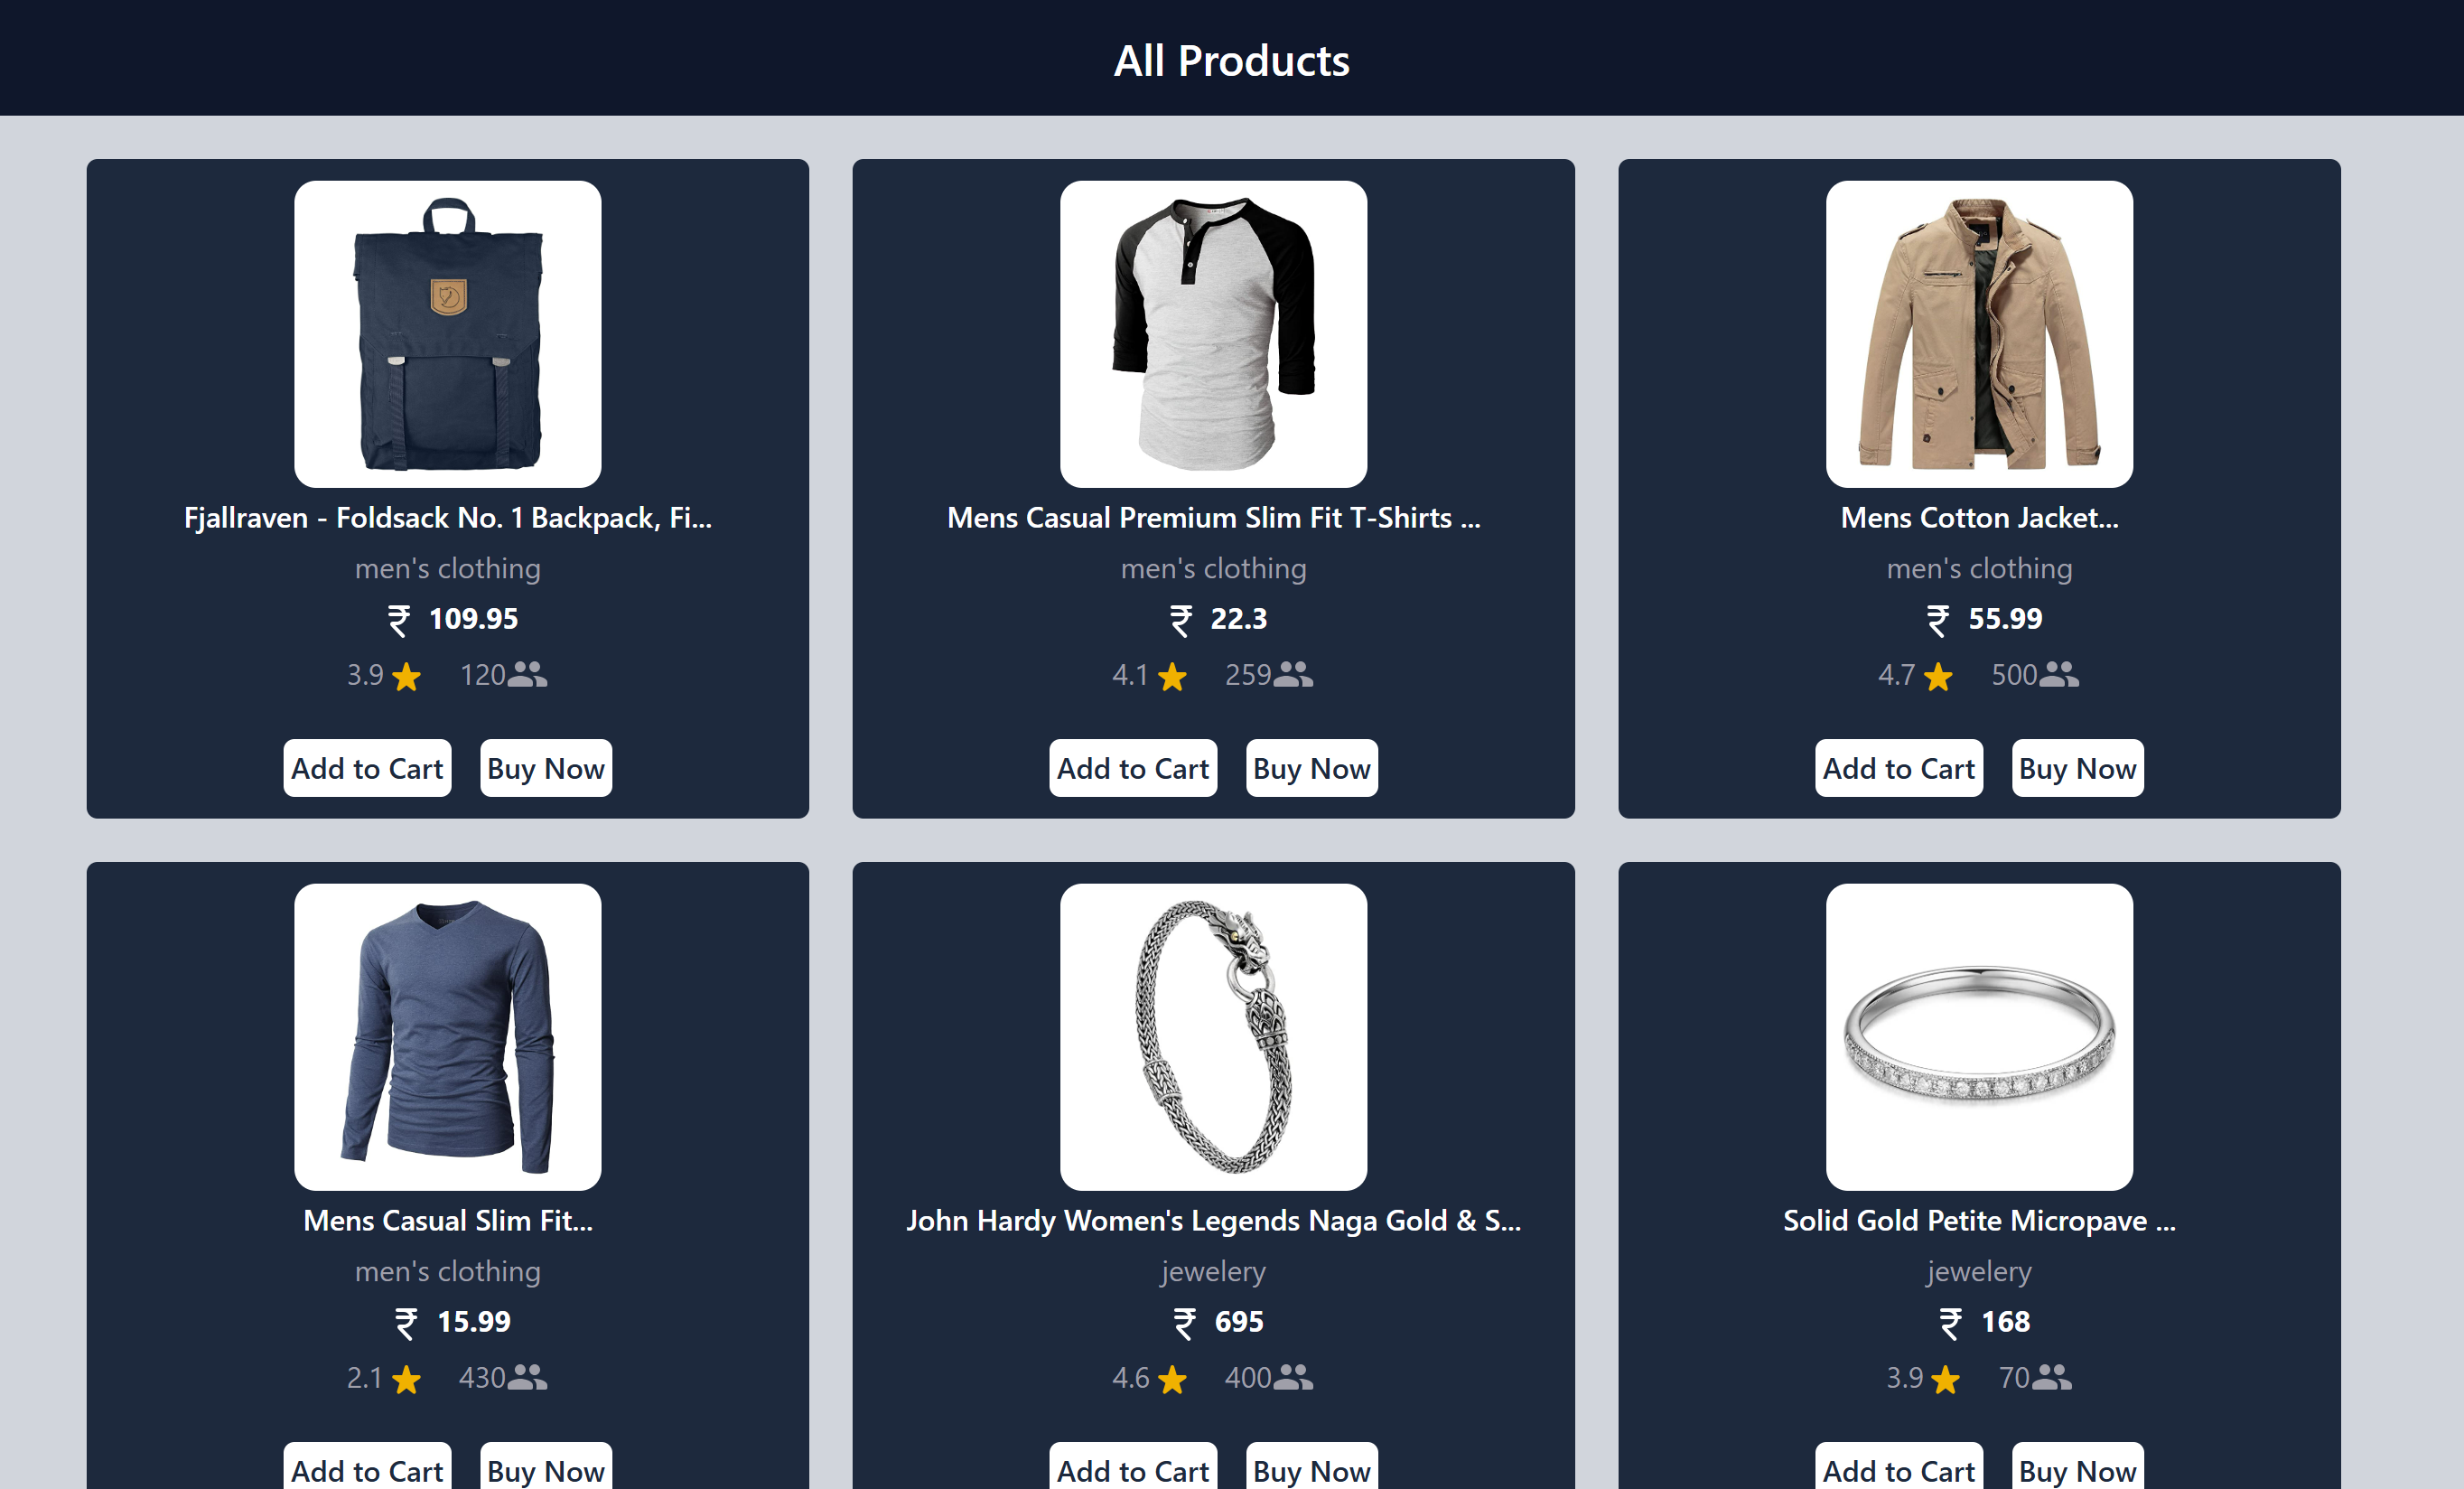 All Products
Fjallraven - Foldsack No. 1 Backpack, Fi...
men's clothing
₹ 109.95
3.9 120
Add to Cart Buy Now
Mens Casual Premium Slim Fit T-Shirts ...
men's clothing
₹ 22.3
4.1 259
Add to Cart Buy Now
Mens Cotton Jacket...
men's clothing
₹ 55.99
4.7 500
Add to Cart Buy Now
Mens Casual Slim Fit...
men's clothing
₹ 15.99
2.1 430
Add to Cart Buy Now
John Hardy Women's Legends Naga Gold & S...
jewelery
₹ 695
4.6 400
Add to Cart Buy Now
Solid Gold Petite Micropave ...
jewelery
₹ 168
3.9 70
Add to Cart Buy Now